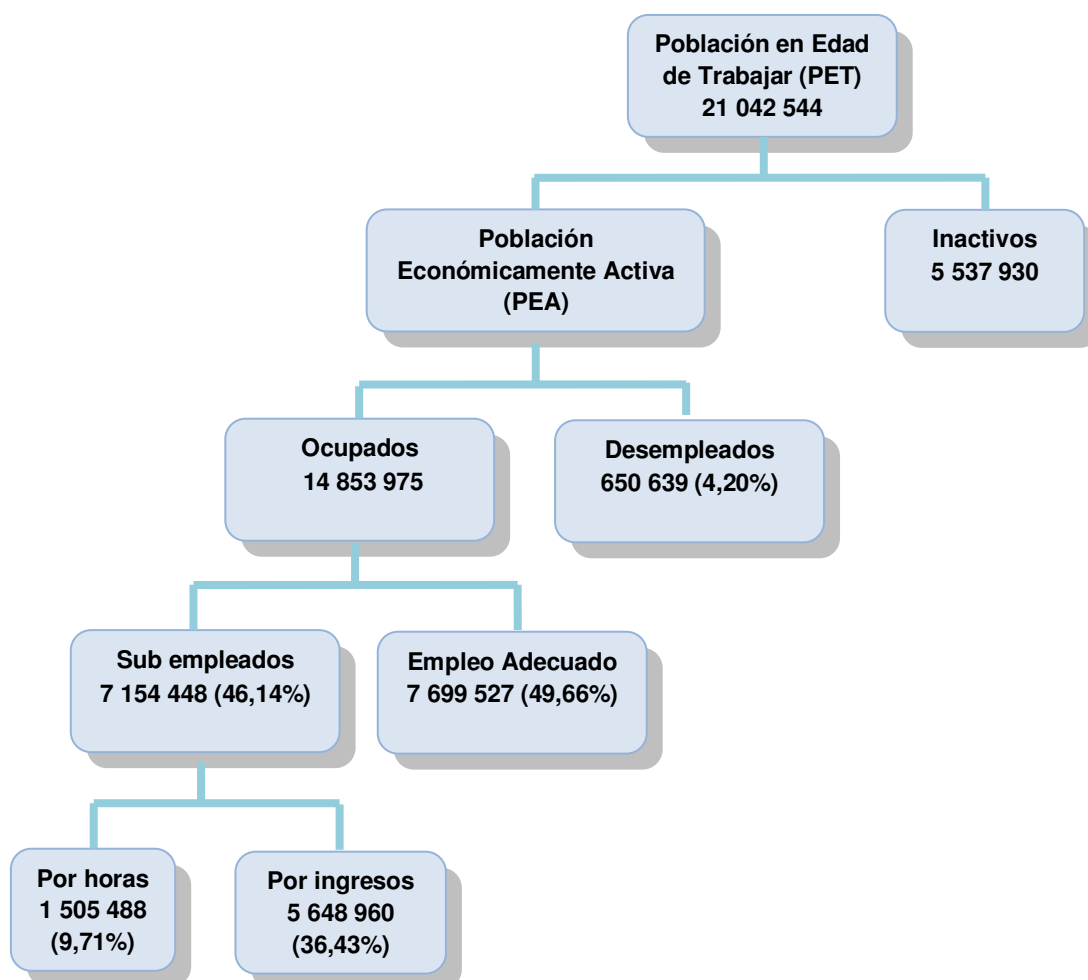 Población en Edad
de Trabajar (PET)
21 042 544
Población
Económicamente Activa
(PEA)
Inactivos
5 537 930
Ocupados
14 853 975
Desempleados
650 639 (4,20%)
Sub empleados
7 154 448 (46,14%)
Empleo Adecuado
7 699 527 (49,66%)
Por horas
1 505 488
(9,71%)
Por ingresos
5 648 960
(36,43%)